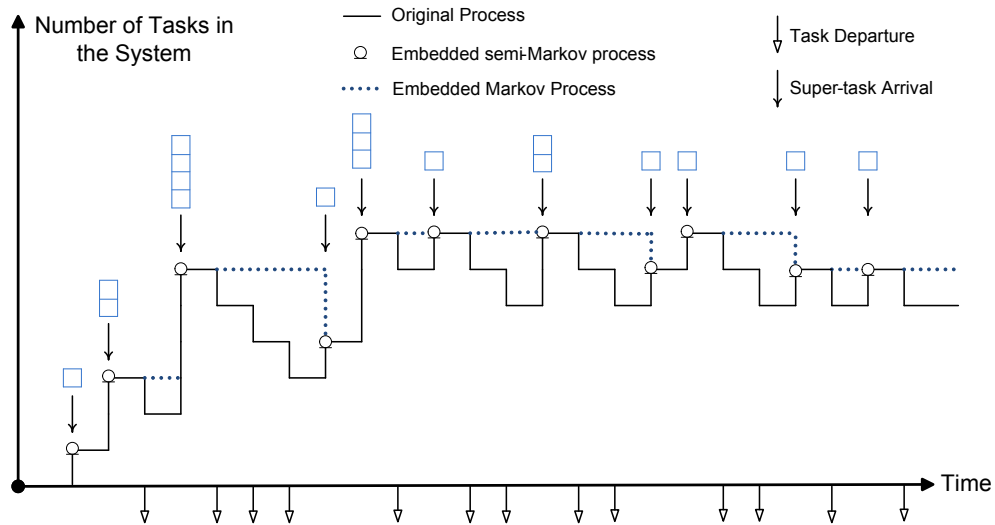 Number of Tasks in
the System
Original Process
Embedded semi-Markov process
Embedded Markov Process
Task Departure
Super-task Arrival
Time